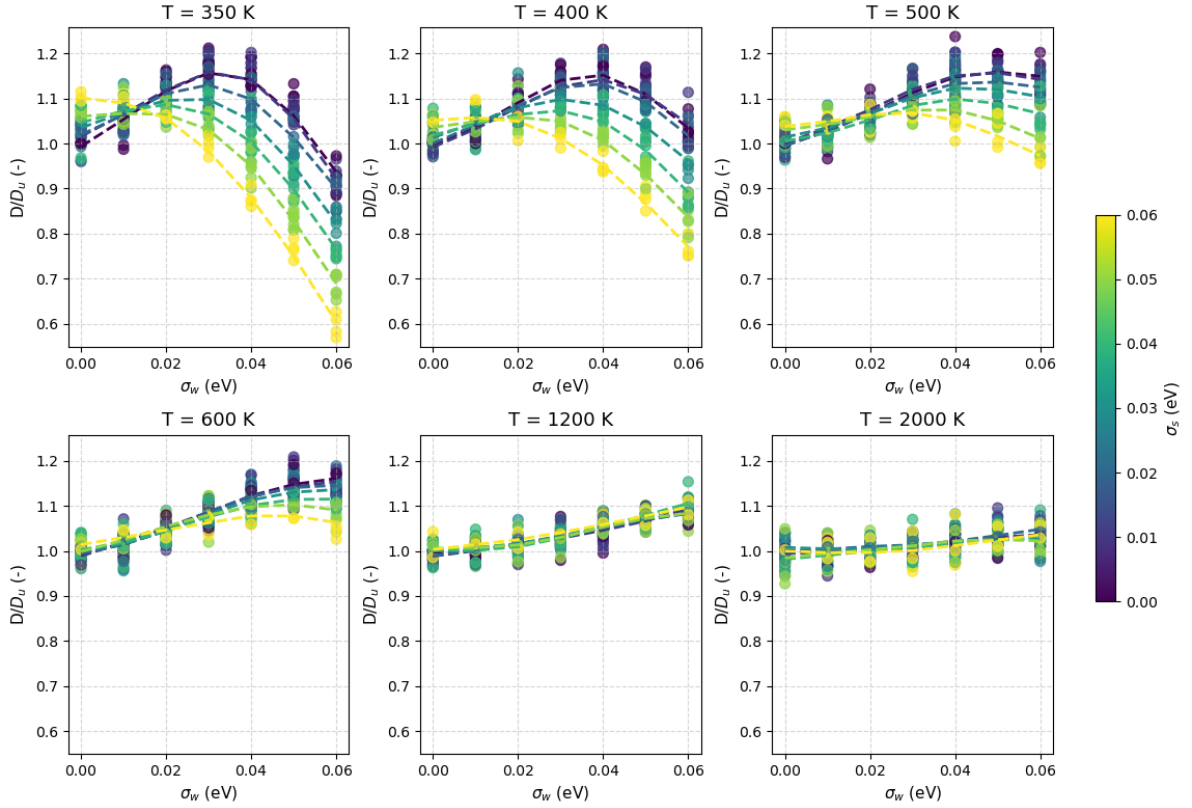 T = 350 K
T = 400 K
T = 500 K
1.2
1.1
1.0
0.9
0.8
0.7
0.6
D/D_u (-)
0.00 0.02 0.04 0.06
σ_w (eV)
1.2
1.1
1.0
0.9
0.8
0.7
0.6
D/D_u (-)
0.00 0.02 0.04 0.06
σ_w (eV)
1.2
1.1
1.0
0.9
0.8
0.7
0.6
D/D_u (-)
0.00 0.02 0.04 0.06
σ_w (eV)
T = 600 K
T = 1200 K
T = 2000 K
1.2
1.1
1.0
0.9
0.8
0.7
0.6
D/D_u (-)
0.00 0.02 0.04 0.06
σ_w (eV)
1.2
1.1
1.0
0.9
0.8
0.7
0.6
D/D_u (-)
0.00 0.02 0.04 0.06
σ_w (eV)
1.2
1.1
1.0
0.9
0.8
0.7
0.6
D/D_u (-)
0.00 0.02 0.04 0.06
σ_w (eV)
0.06
0.05
0.04
0.03
0.02
0.01
0.00
σ_s (eV)